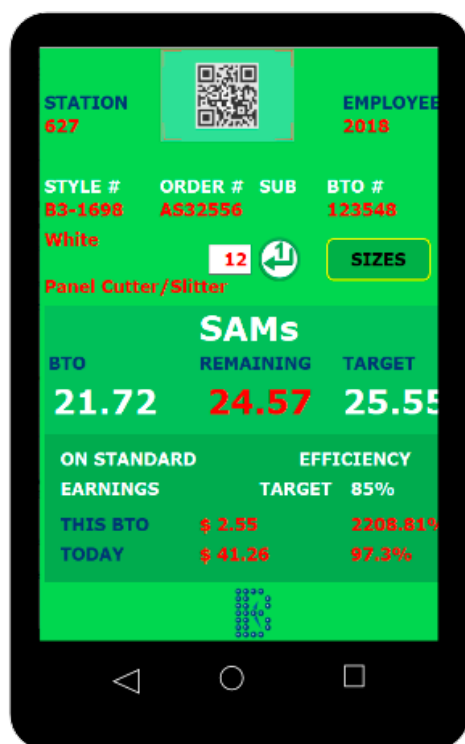 STATION EMPLOYEE
627 2018
STYLE # ORDER # SUB BTO #
B3-1698 AS32556 123548
White
12 1 SIZES
Panel Cutter/Slitter
SAMs
BTO REMAINING TARGET
21.72 24.57 25.55
ON STANDARD EFFICIENCY
EARNINGS TARGET 85%
THIS BTO $ 2.55 2208.81%
TODAY $ 41.26 97.3%